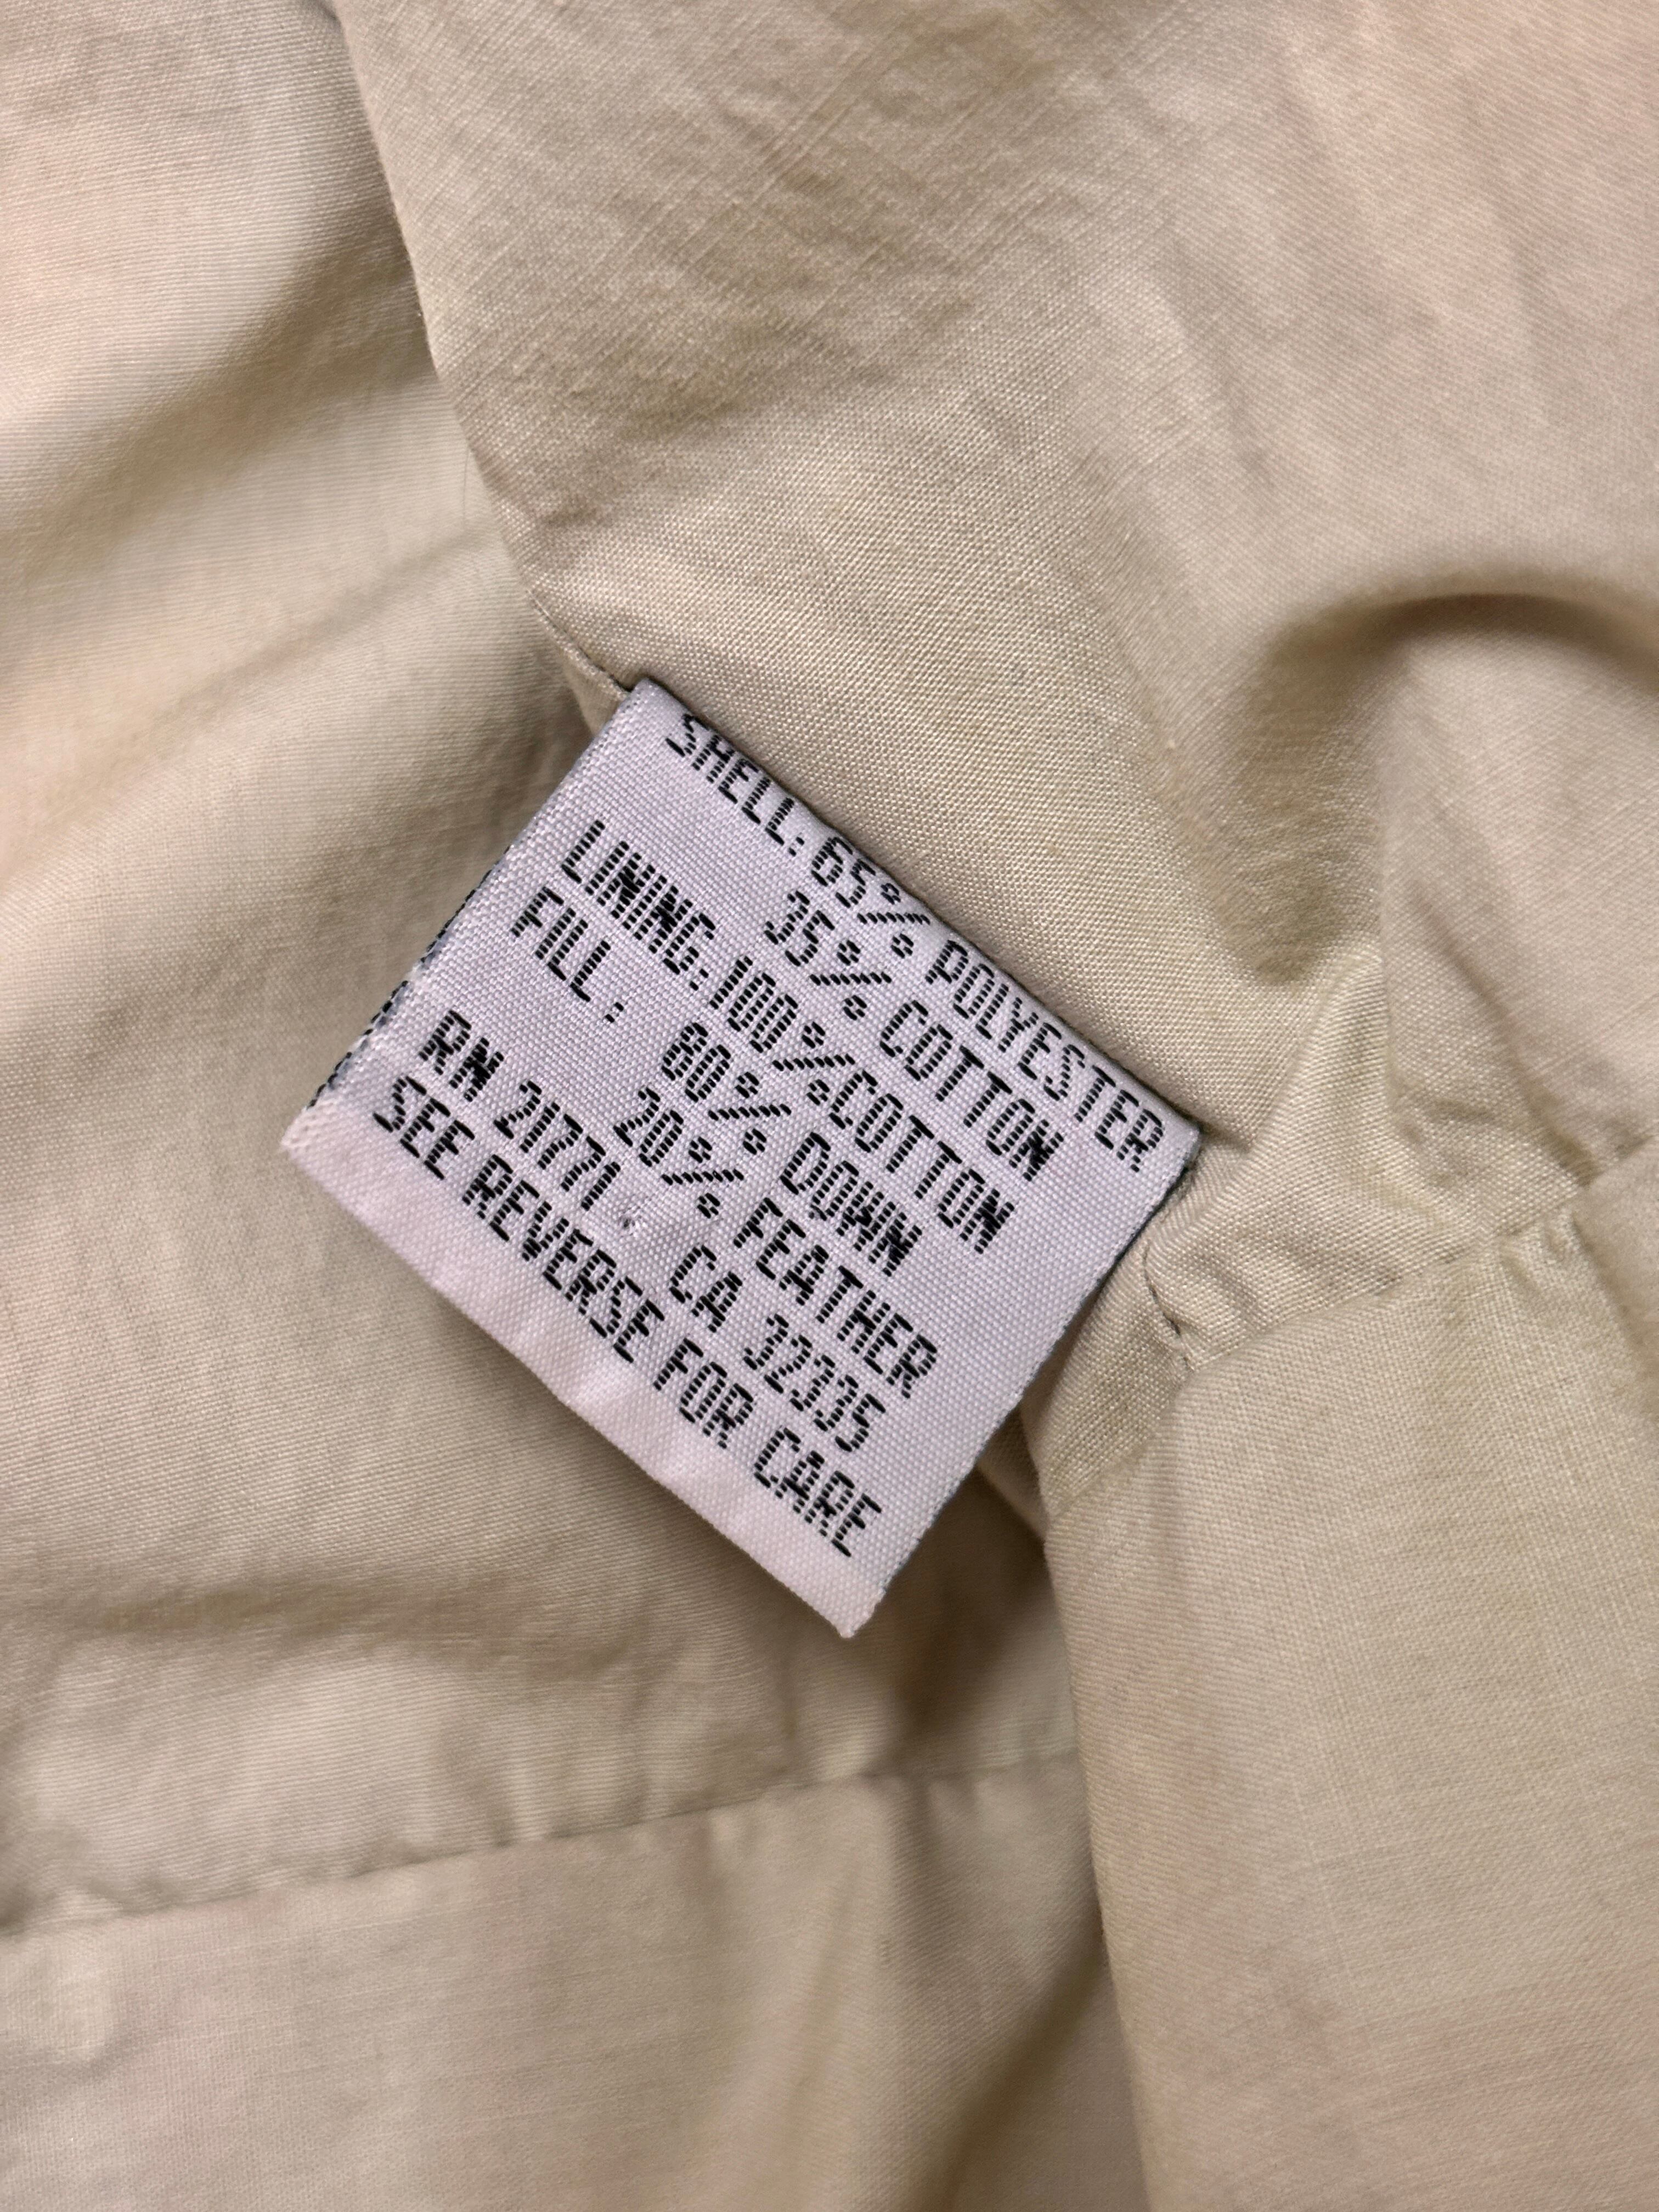 SHELL: 65% POLYESTER
35% COTTON
LINING: 100% COTTON
FILL: 80% DOWN
20% FEATHER
RN 21771 . CA 32335
SEE REVERSE FOR CARE